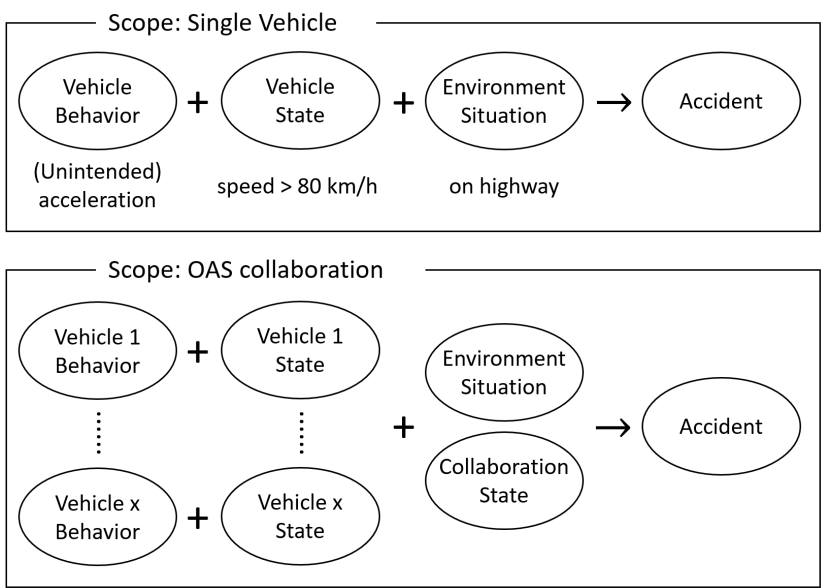 Scope: Single Vehicle
Vehicle
Behavior
+
Vehicle
State
+
Environment
Situation
→
Accident
(Unintended)
acceleration
speed > 80 km/h
on highway
Scope: OAS collaboration
Vehicle 1
Behavior
+
Vehicle 1
State
Vehicle x
Behavior
+
Vehicle x
State
+
Environment
Situation
Collaboration
State
→
Accident